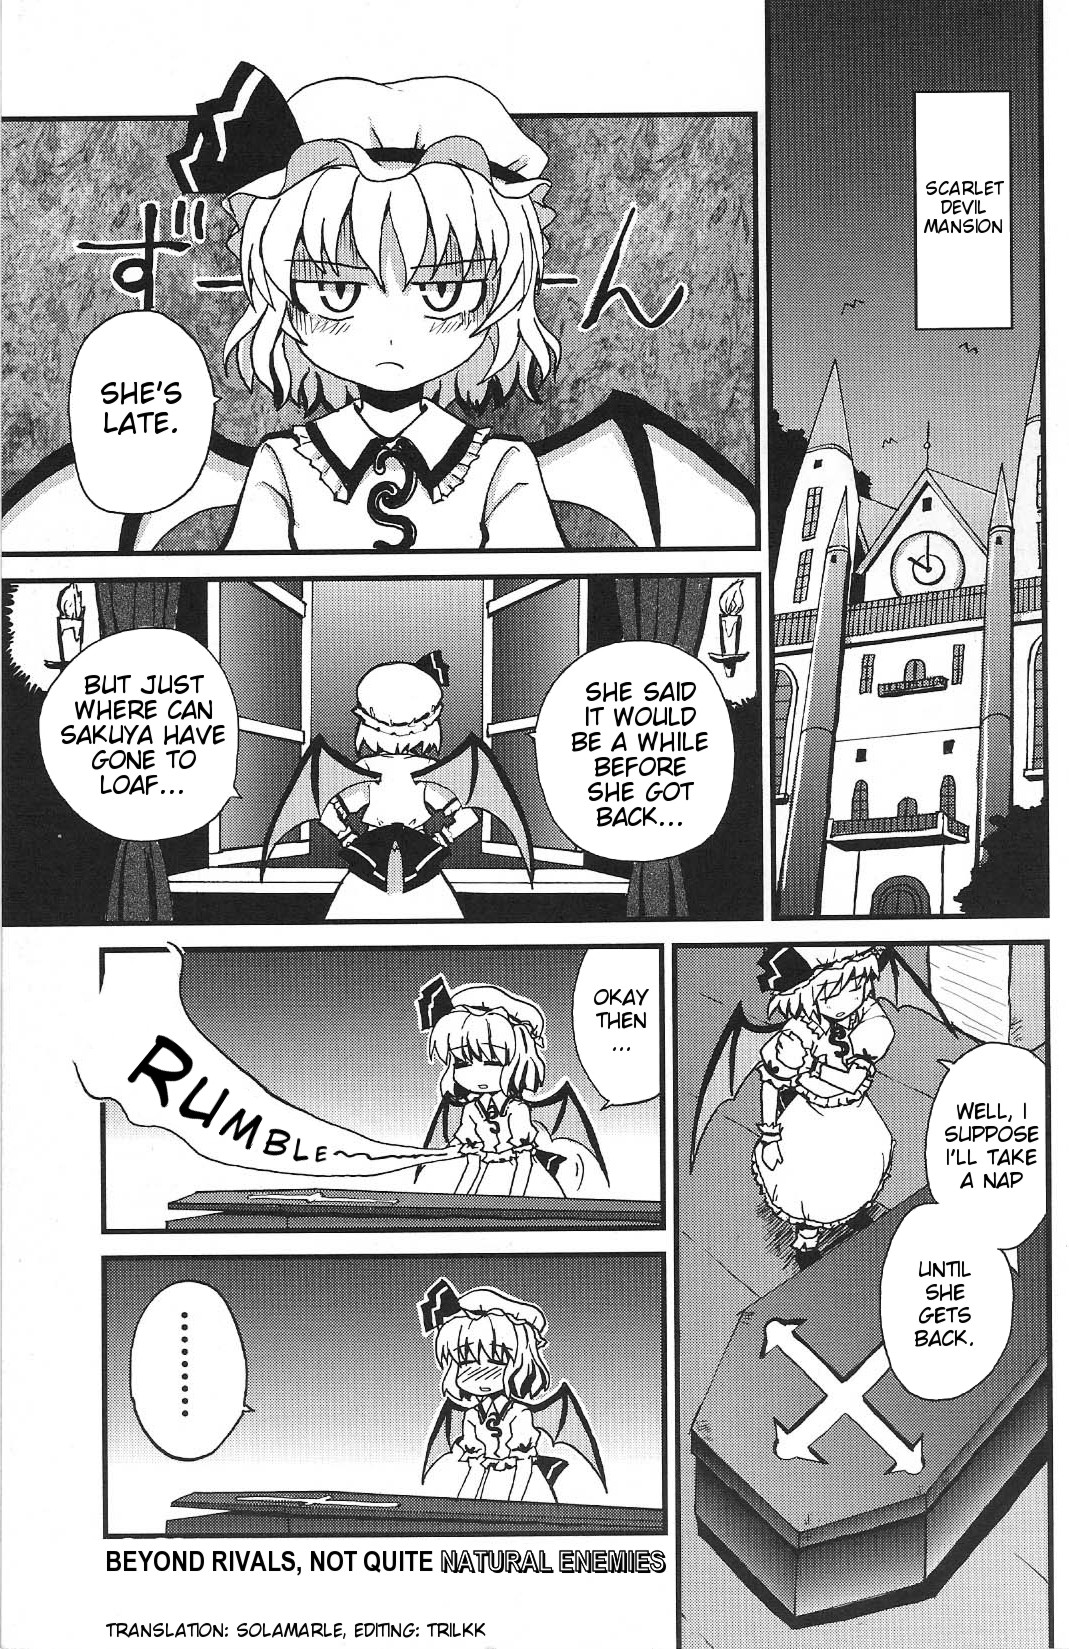 SCARLET
DEVIL
MANSION
ずーーん
SHE'S
LATE.
SHE SAID
IT WOULD
BE A WHILE
BEFORE
SHE GOT
BACK...
BUT JUST
WHERE CAN
SAKUYA HAVE
GONE TO
LOAF...
WELL, I
SUPPOSE
I'LL TAKE
A NAP
UNTIL
SHE
GETS
BACK.
OKAY
THEN
...
RUMBLE~
.........
BEYOND RIVALS, NOT QUITE NATURAL ENEMIES
TRANSLATION: SOLAMARLE, EDITING: TRILKK